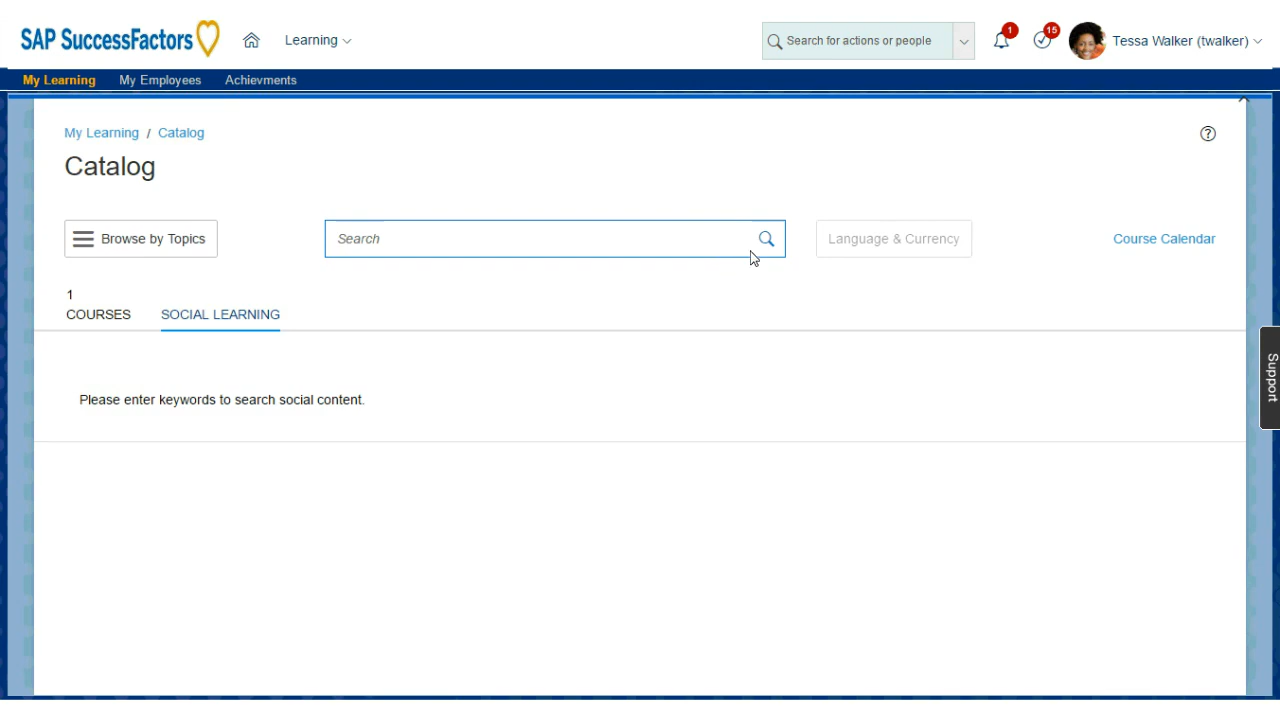 SAP SuccessFactors Learning Search for actions or people 1 15 Tessa Walker (twalker)
My Learning My Employees Achievments
My Learning / Catalog ?
Catalog
Browse by Topics Search Language & Currency Course Calendar
1
COURSES SOCIAL LEARNING
Support
Please enter keywords to search social content.